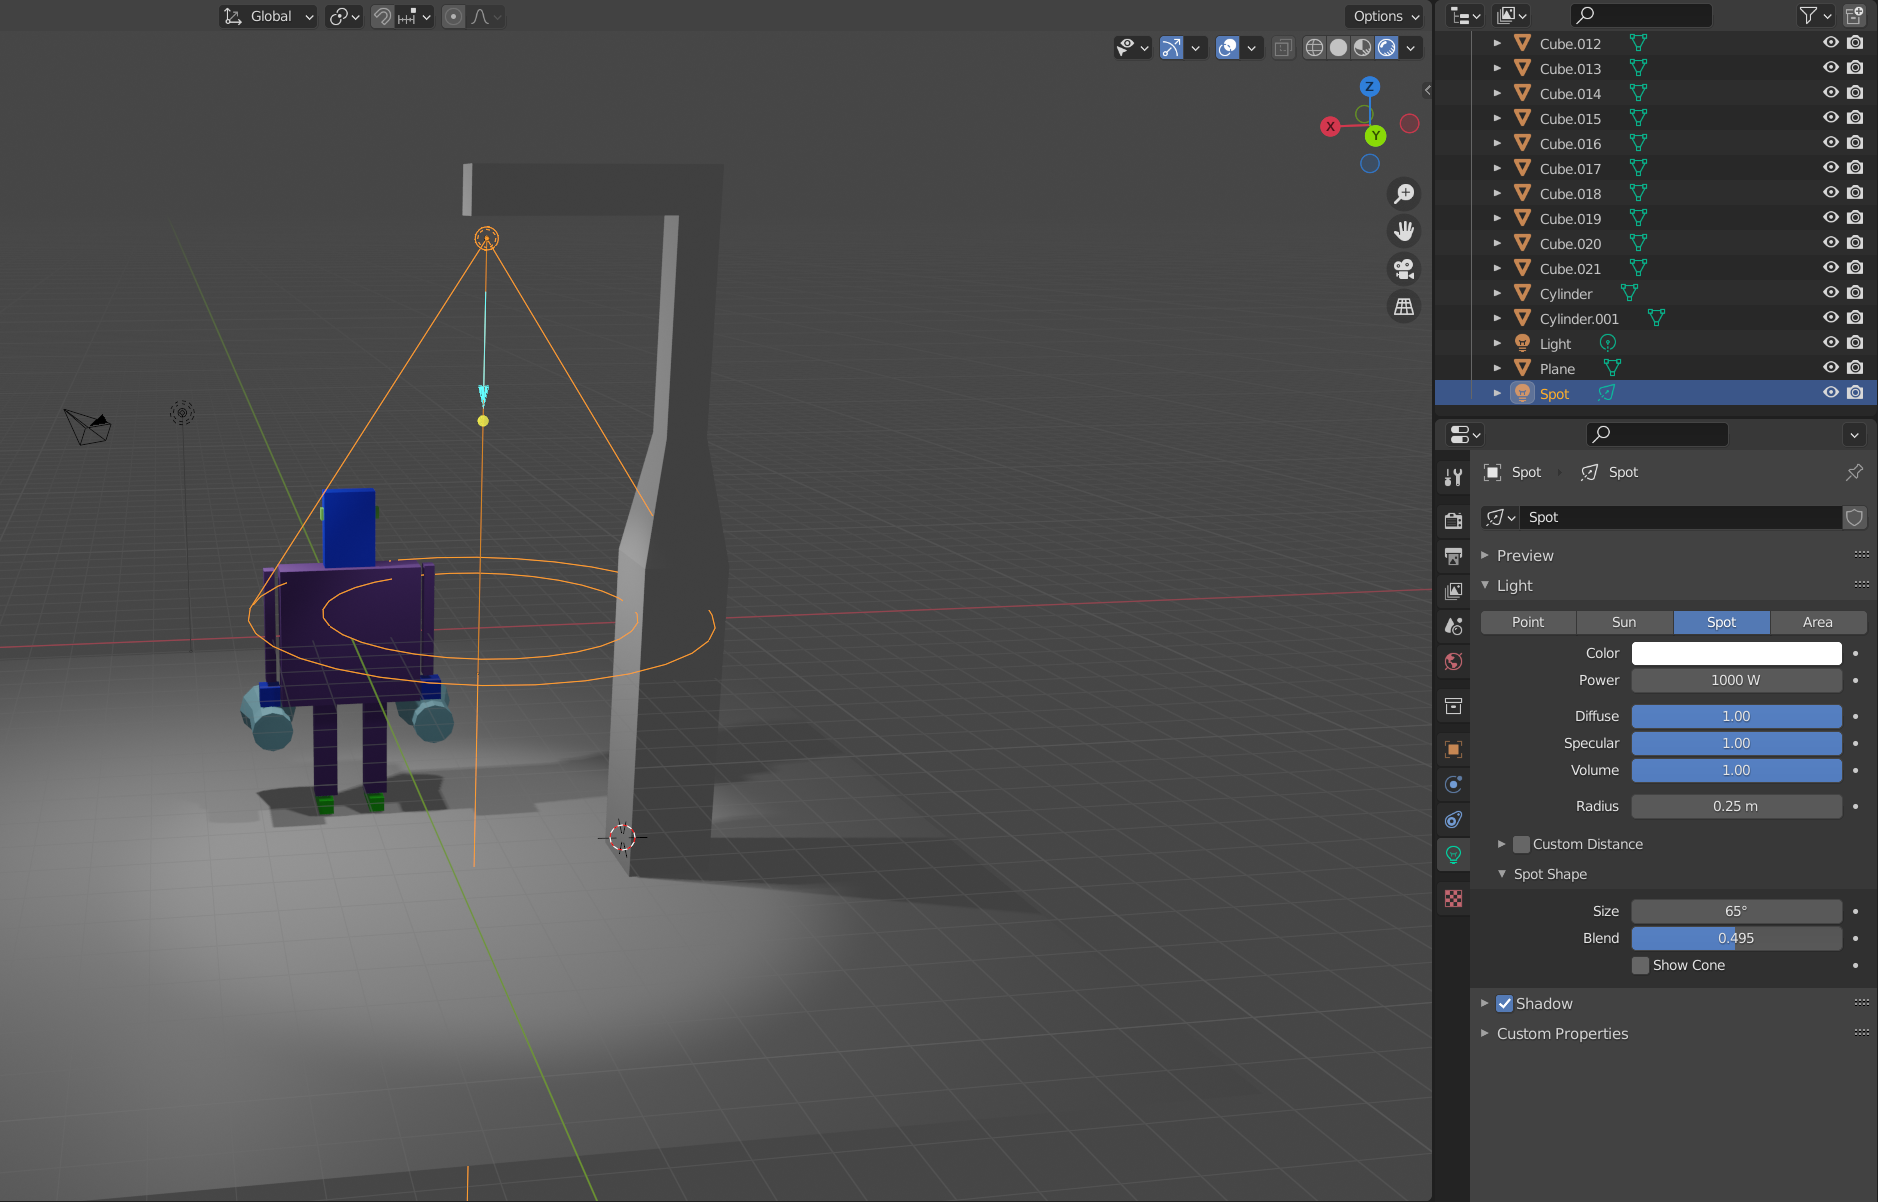 Global
Options
Z
X
Y
Cube.012
Cube.013
Cube.014
Cube.015
Cube.016
Cube.017
Cube.018
Cube.019
Cube.020
Cube.021
Cylinder
Cylinder.001
Light
Plane
Spot
Spot
Spot
Spot
Preview
Light
Point Sun Spot Area
Color
Power 1000 W
Diffuse 1.00
Specular 1.00
Volume 1.00
Radius 0.25 m
Custom Distance
Spot Shape
Size 65°
Blend 0.495
Show Cone
Shadow
Custom Properties